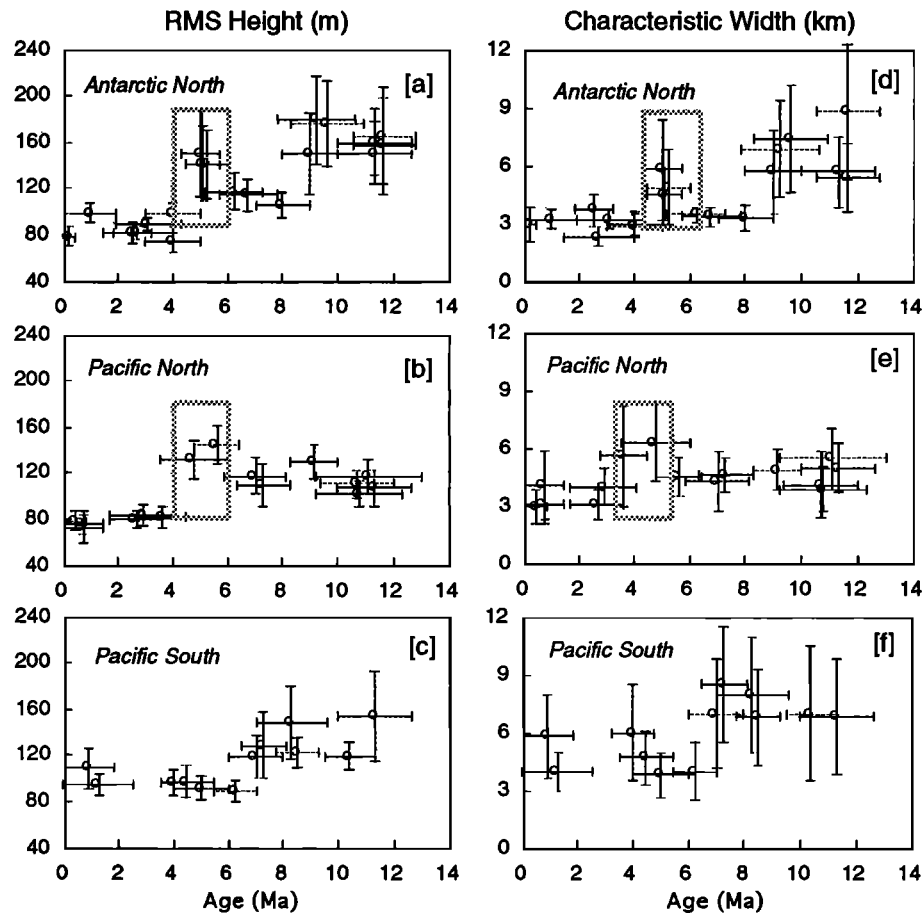 RMS Height (m)
Characteristic Width (km)
240
200
160
120
80
40
Antarctic North
[a]
0 2 4 6 8 10 12 14
12
9
6
3
0
Antarctic North
[d]
0 2 4 6 8 10 12 14
240
200
160
120
80
40
Pacific North
[b]
0 2 4 6 8 10 12 14
12
9
6
3
0
Pacific North
[e]
0 2 4 6 8 10 12 14
240
200
160
120
80
40
Pacific South
[c]
0 2 4 6 8 10 12 14
Age (Ma)
12
9
6
3
0
Pacific South
[f]
0 2 4 6 8 10 12 14
Age (Ma)